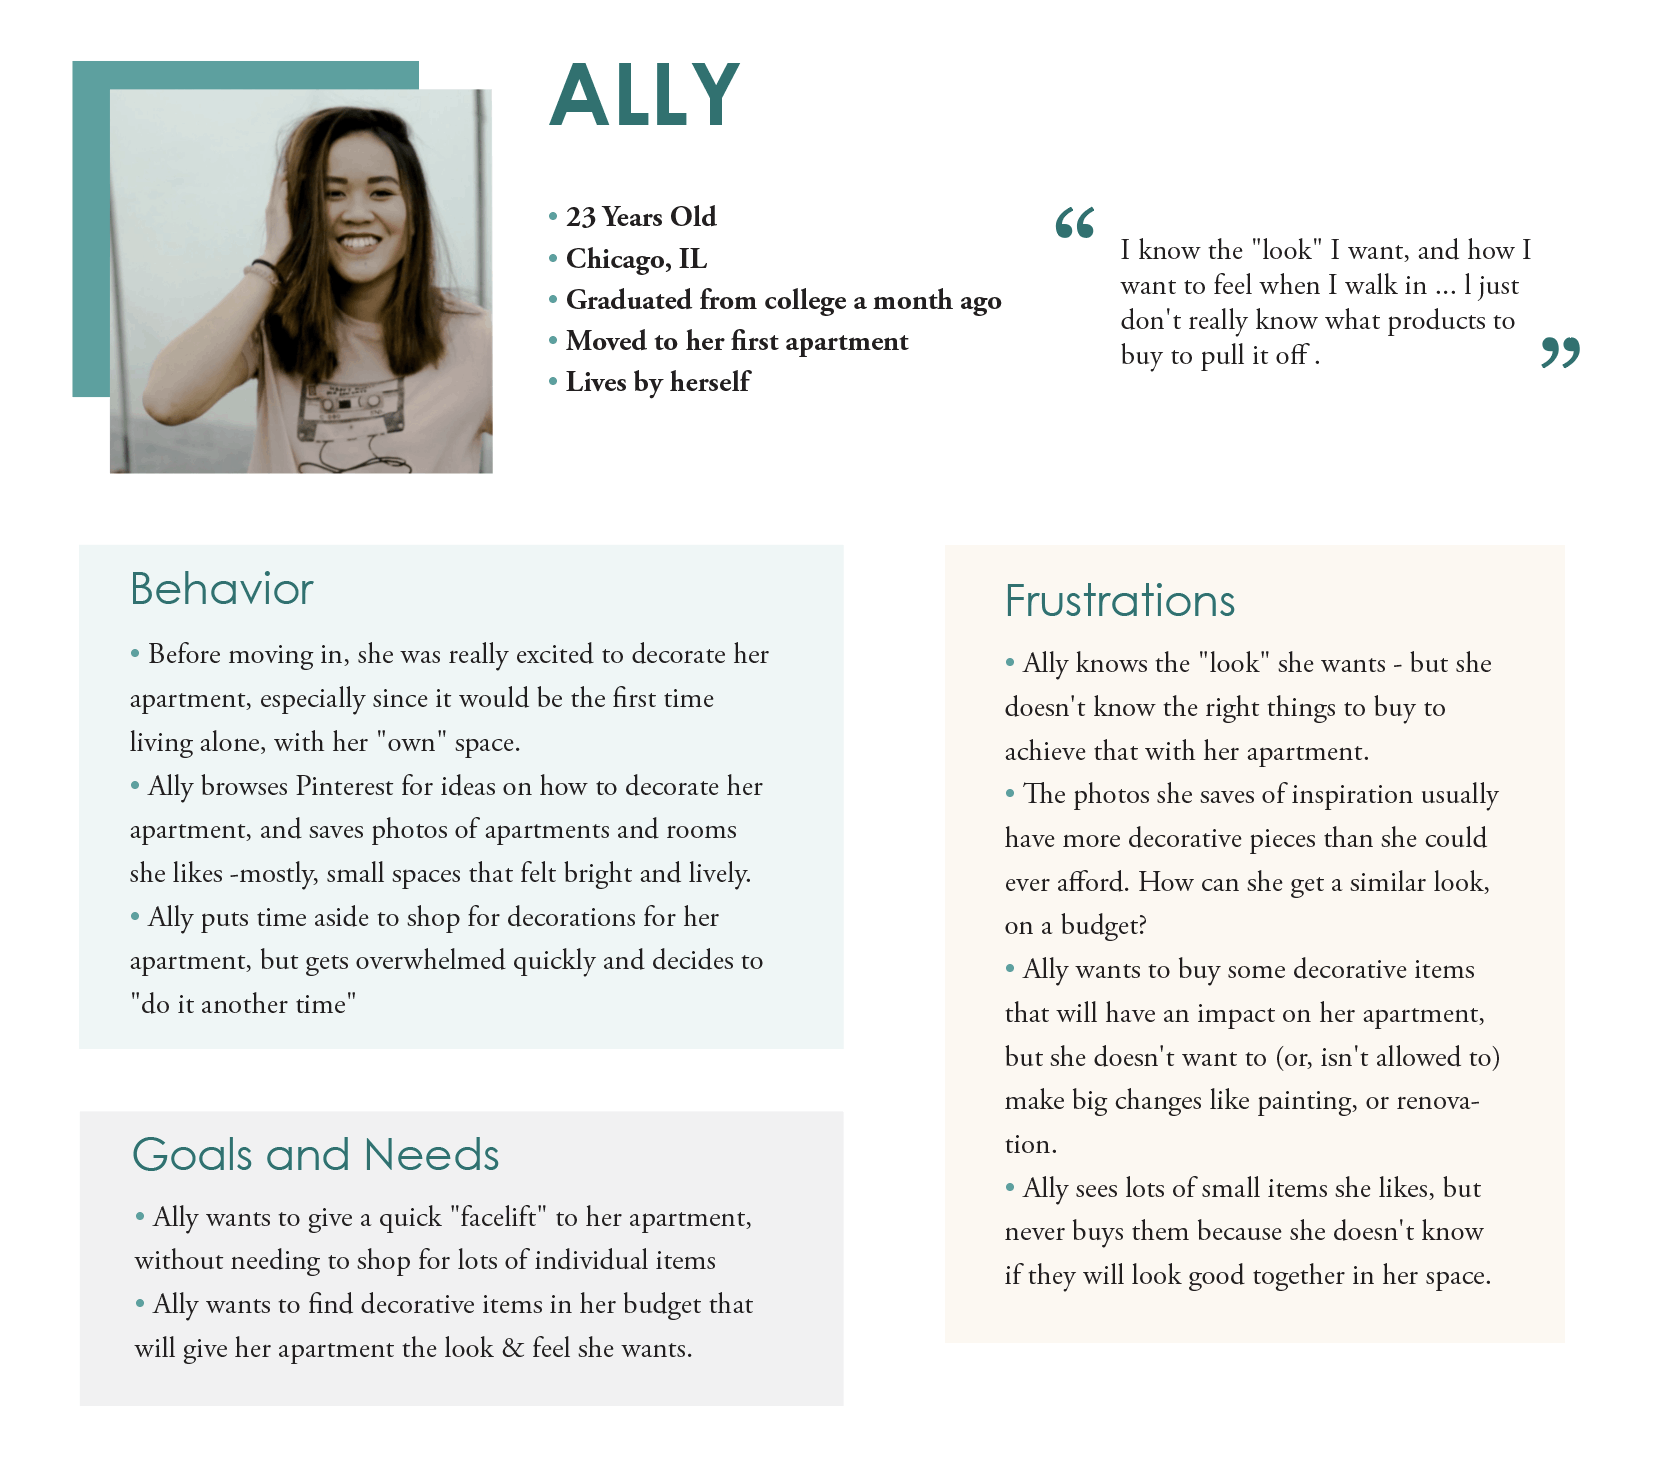 ALLY
• 23 Years Old
• Chicago, IL
• Graduated from college a month ago
• Moved to her first apartment
• Lives by herself
“ I know the "look" I want, and how I
want to feel when I walk in ... l just
don't really know what products to
buy to pull it off . ”
Behavior
• Before moving in, she was really excited to decorate her
apartment, especially since it would be the first time
living alone, with her "own" space.
• Ally browses Pinterest for ideas on how to decorate her
apartment, and saves photos of apartments and rooms
she likes -mostly, small spaces that felt bright and lively.
• Ally puts time aside to shop for decorations for her
apartment, but gets overwhelmed quickly and decides to
"do it another time"
Goals and Needs
• Ally wants to give a quick "facelift" to her apartment,
without needing to shop for lots of individual items
• Ally wants to find decorative items in her budget that
will give her apartment the look & feel she wants.
Frustrations
• Ally knows the "look" she wants - but she
doesn't know the right things to buy to
achieve that with her apartment.
• The photos she saves of inspiration usually
have more decorative pieces than she could
ever afford. How can she get a similar look,
on a budget?
• Ally wants to buy some decorative items
that will have an impact on her apartment,
but she doesn't want to (or, isn't allowed to)
make big changes like painting, or renova-
tion.
• Ally sees lots of small items she likes, but
never buys them because she doesn't know
if they will look good together in her space.